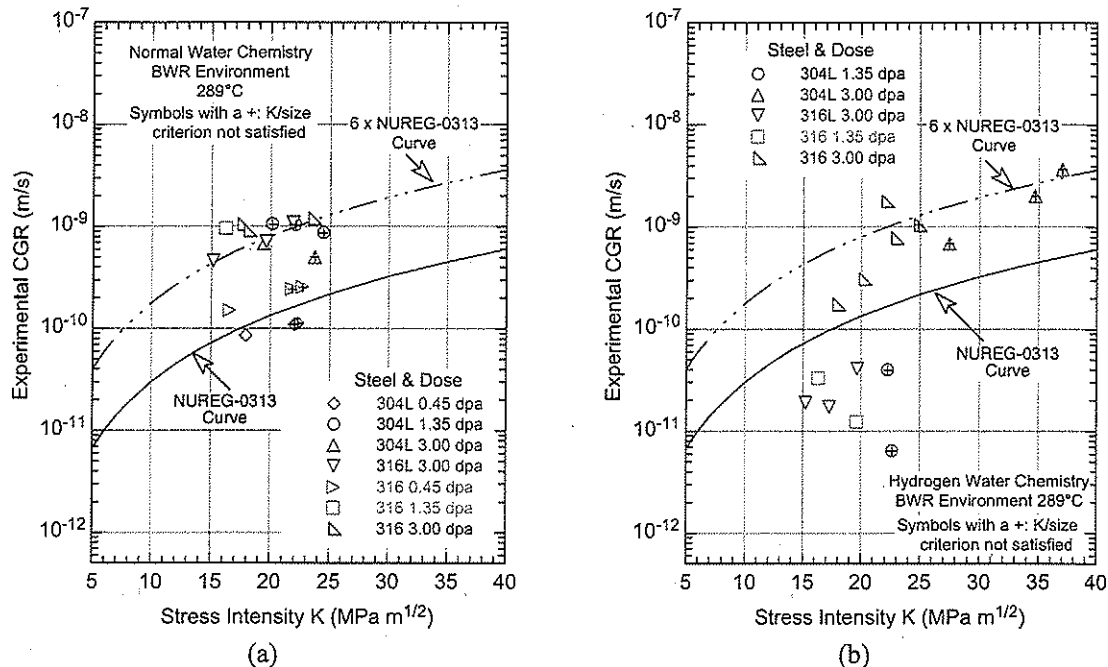 10⁻⁷
10⁻⁸
10⁻⁹
10⁻¹⁰
10⁻¹¹
10⁻¹²
Experimental CGR (m/s)
Normal Water Chemistry
BWR Environment
289°C
Symbols with a +: K/size
criterion not satisfied
6 x NUREG-0313
Curve
NUREG-0313
Curve
Steel & Dose
304L 0.45 dpa
304L 1.35 dpa
304L 3.00 dpa
316L 3.00 dpa
316 0.45 dpa
316 1.35 dpa
316 3.00 dpa
5 10 15 20 25 30 35 40
Stress Intensity K (MPa m^1/2)
(a)
10⁻⁷
10⁻⁸
10⁻⁹
10⁻¹⁰
10⁻¹¹
10⁻¹²
Experimental CGR (m/s)
Steel & Dose
304L 1.35 dpa
304L 3.00 dpa
316L 3.00 dpa
316 1.35 dpa
316 3.00 dpa
6 x NUREG-0313
Curve
NUREG-0313
Curve
Hydrogen Water Chemistry
BWR Environment 289°C
Symbols with a +: K/size
criterion not satisfied
5 10 15 20 25 30 35 40
Stress Intensity K (MPa m^1/2)
(b)